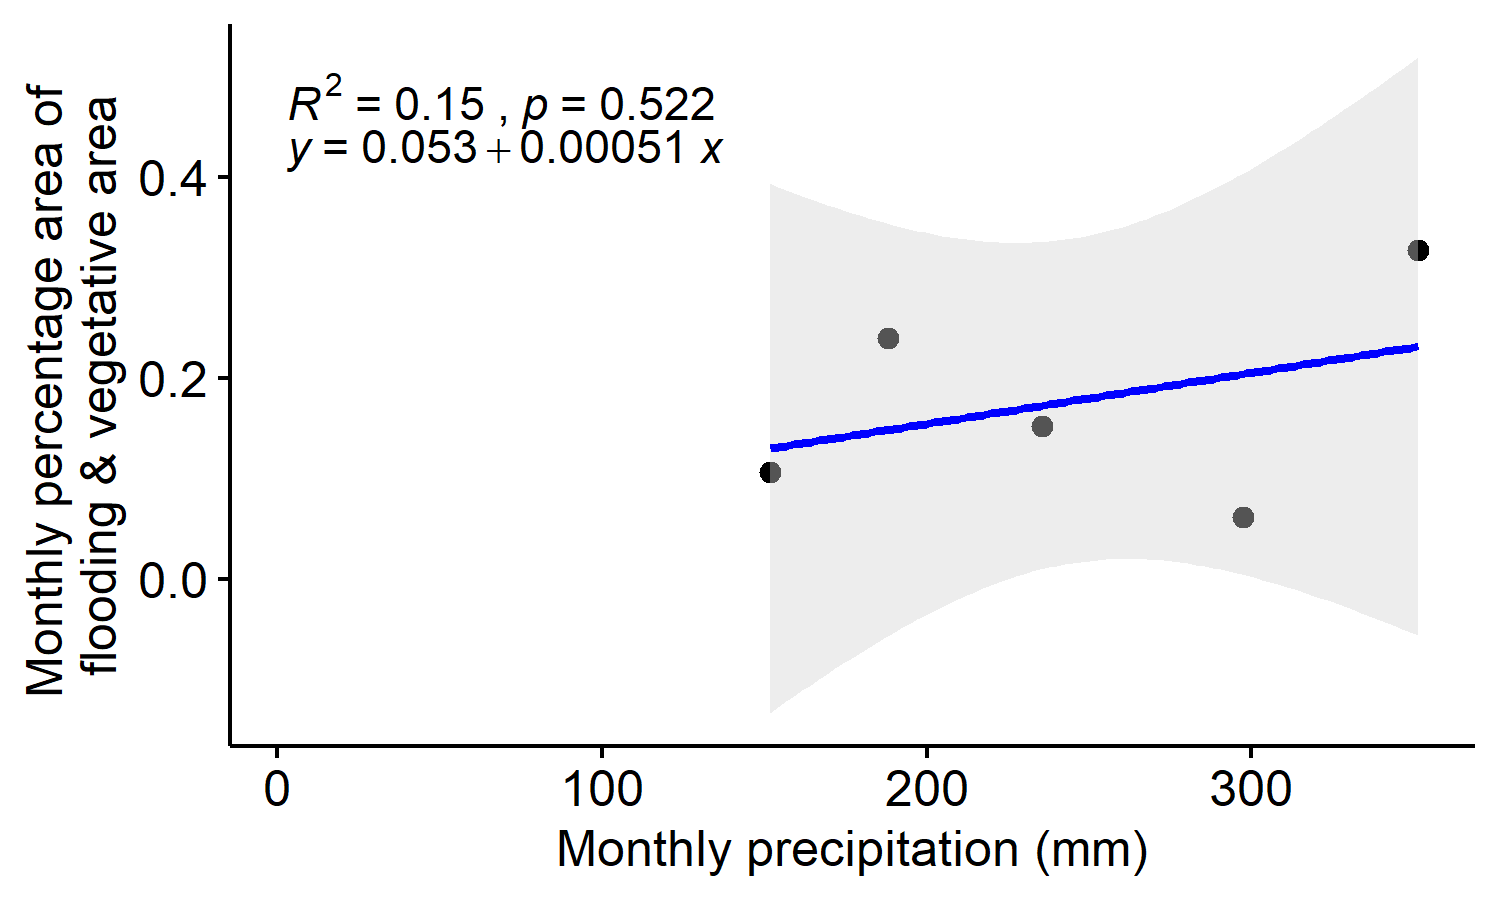 Monthly percentage area of
flooding & vegetative area
R² = 0.15 , p = 0.522
y = 0.053 + 0.00051 x
0.4
0.2
0.0
0 100 200 300
Monthly precipitation (mm)